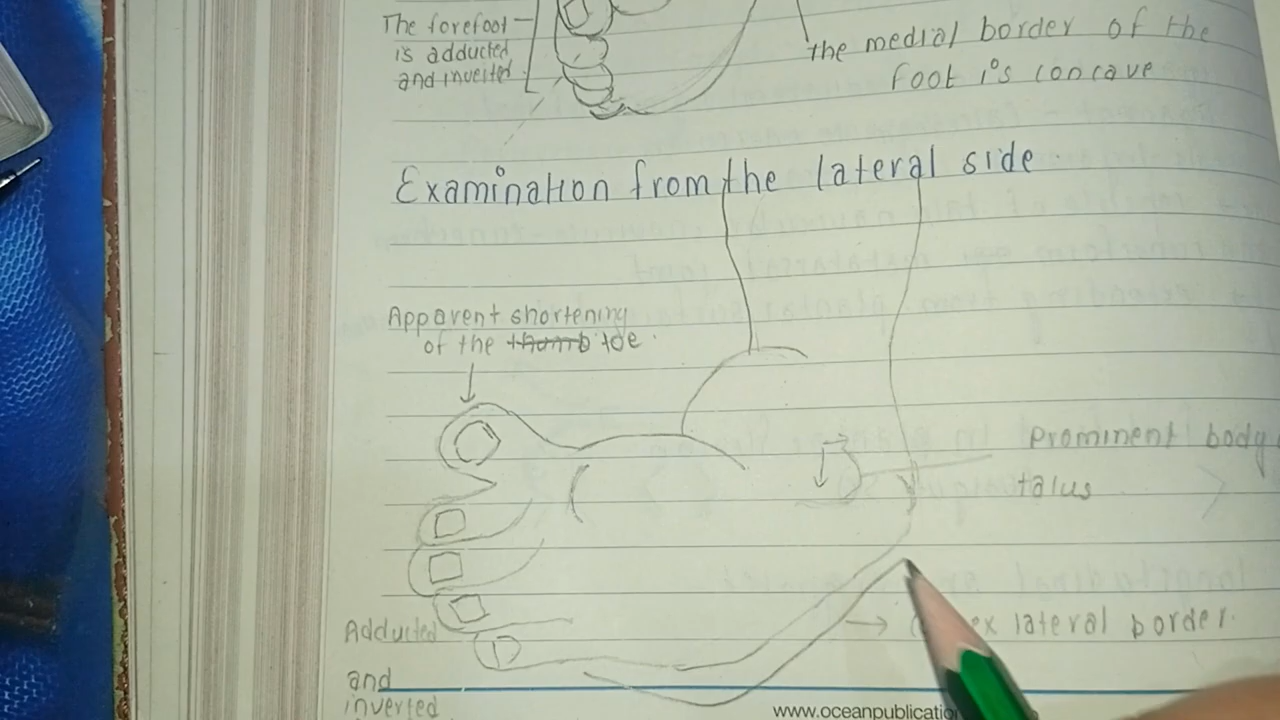 The forefoot
is adducted
and inverted
the medial border of the
foot is concave
Examination from the lateral side
Apparent shortening
of the thumb toe.
Prominent body
talus
Adducted
and
inverted
lateral border.
www.oceanpublicatio